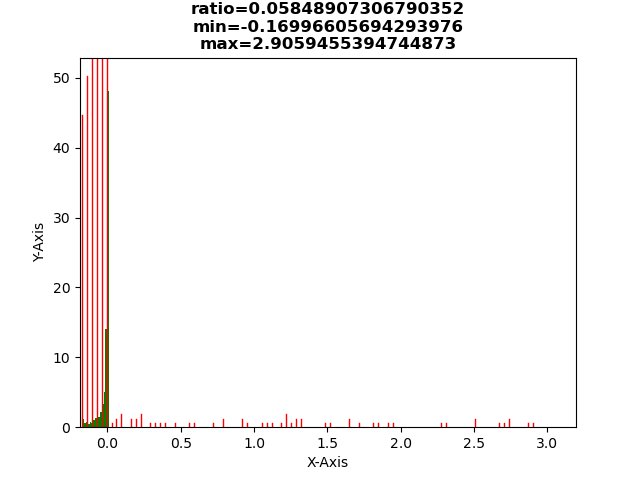 ratio=0.05848907306790352
min=-0.16996605694293976
max=2.9059455394744873
50
40
30
20
10
0
Y-Axis
0.0 0.5 1.0 1.5 2.0 2.5 3.0
X-Axis